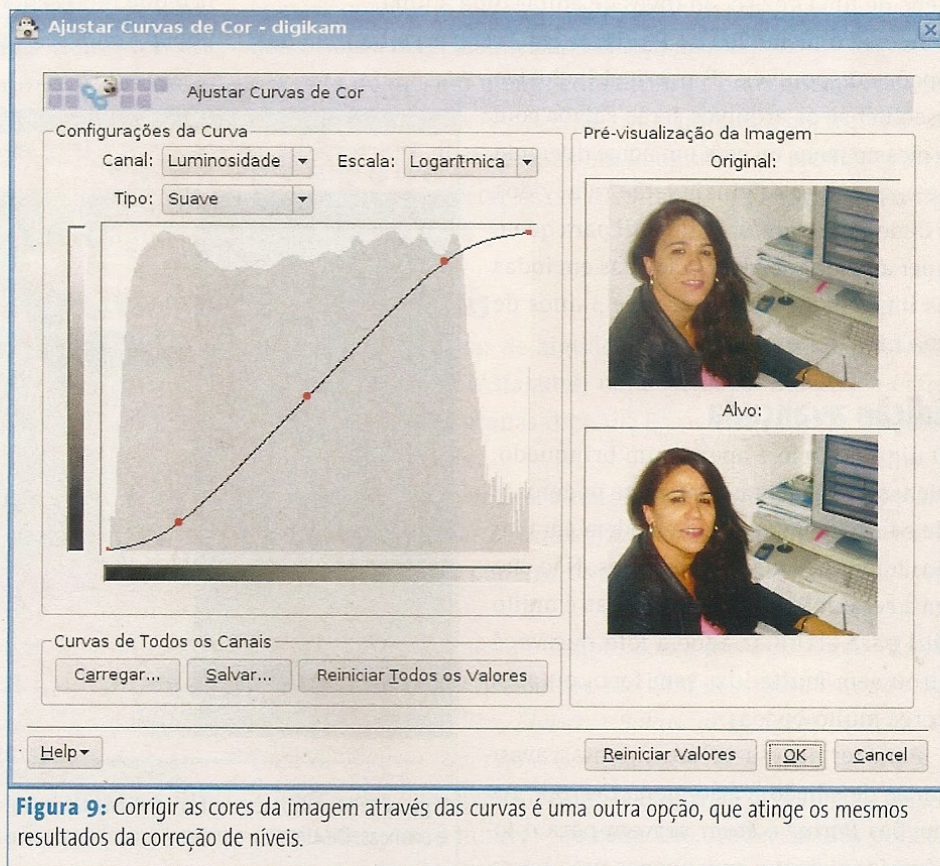 Ajustar Curvas de Cor - digikam
Ajustar Curvas de Cor
Configurações da Curva
Canal: Luminosidade Escala: Logarítmica
Tipo: Suave
Pré-visualização da Imagem
Original:
Alvo:
Curvas de Todos os Canais
Carregar... Salvar... Reiniciar Todos os Valores
Help Reiniciar Valores OK Cancel
Figura 9: Corrigir as cores da imagem através das curvas é uma outra opção, que atinge os mesmos
resultados da correção de níveis.